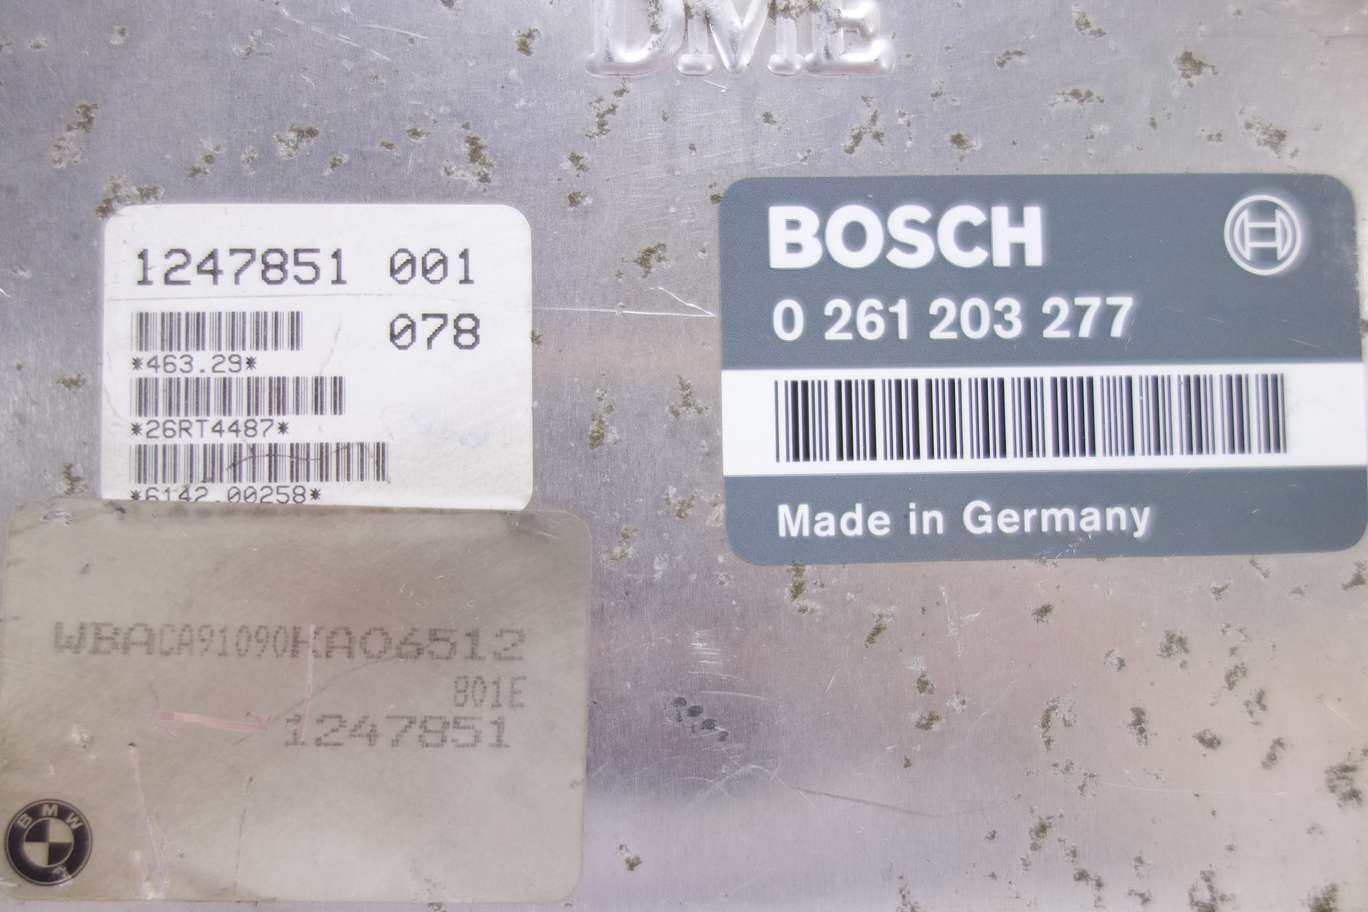 DME
1247851 001
078
*463.29*
*26RT4487*
*6142.00258*
BOSCH
0 261 203 277
Made in Germany
WBACA91090KA06512
801E
1247851
BMW